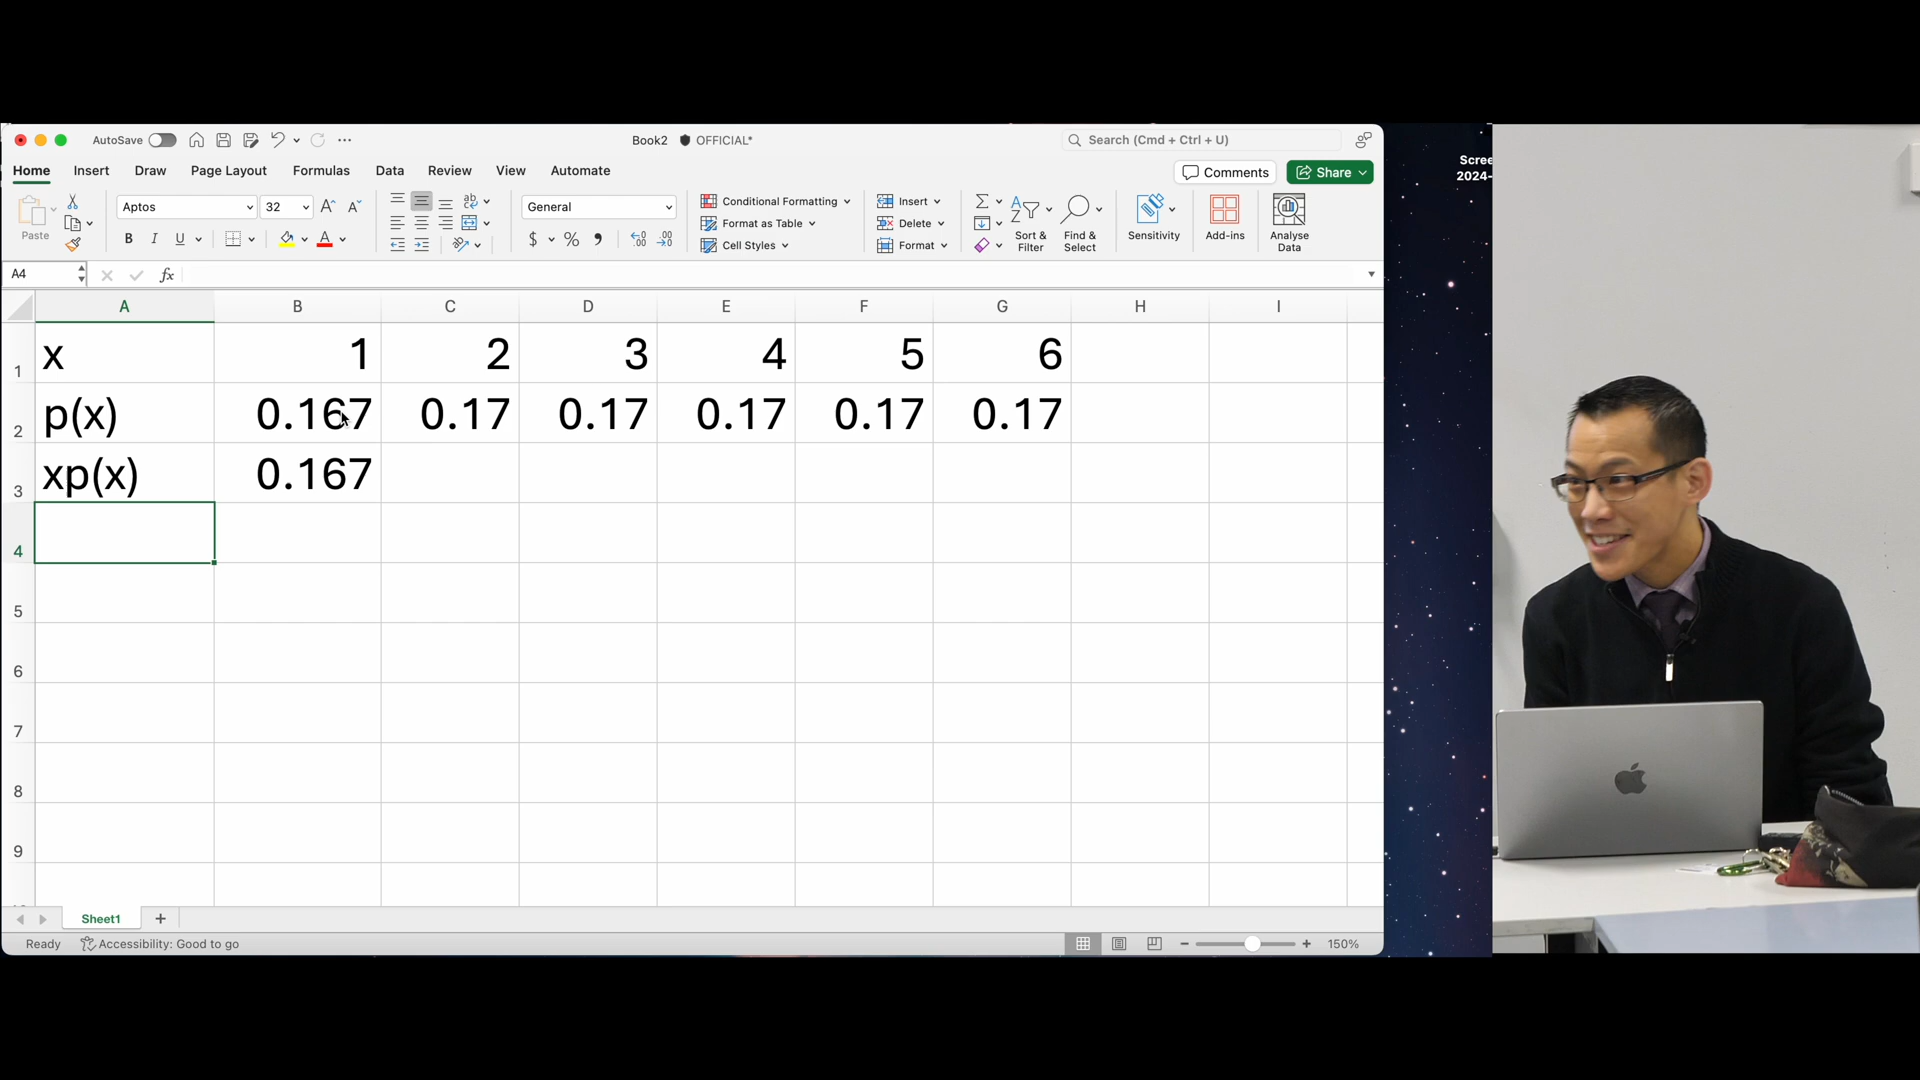 AutoSave
Book2 OFFICIAL*
Search (Cmd + Ctrl + U)
Home Insert Draw Page Layout Formulas Data Review View Automate
Comments Share
Scree
2024-
Paste
Aptos 32
B I U
ab
General
$ % ,
Conditional Formatting
Format as Table
Cell Styles
Insert
Delete
Format
Sort & Filter
Find & Select
Sensitivity
Add-ins
Analyse Data
A4 fx
A B C D E F G H I
1 x 1 2 3 4 5 6
2 p(x) 0.167 0.17 0.17 0.17 0.17 0.17
3 xp(x) 0.167
4
5
6
7
8
9
Sheet1 +
Ready Accessibility: Good to go
150%